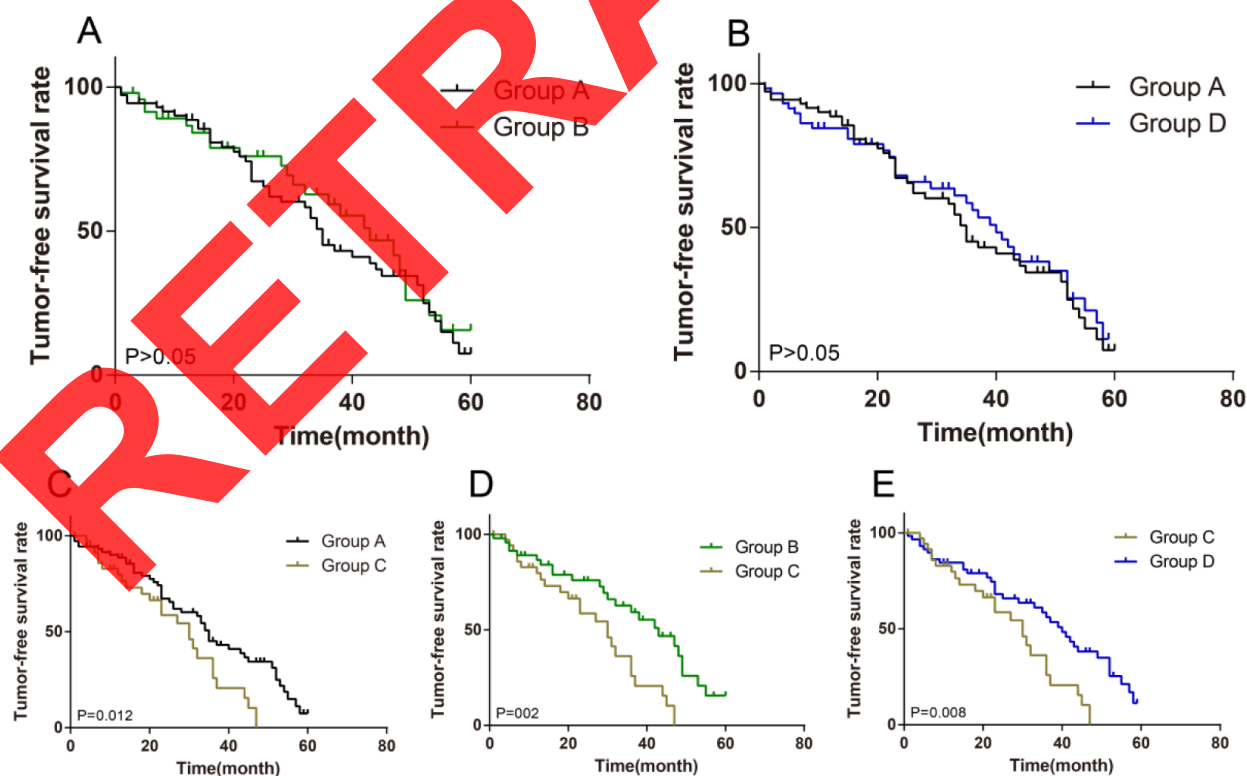 A
Tumor-free survival rate
100
50
0
Group A
Group B
P>0.05
0 20 40 60 80
Time(month)
B
Tumor-free survival rate
100
50
0
Group A
Group D
P>0.05
0 20 40 60 80
Time(month)
C
Tumor-free survival rate
100
50
0
Group A
Group C
P=0.012
0 20 40 60 80
Time(month)
D
Tumor-free survival rate
100
50
0
Group B
Group C
P=002
0 20 40 60 80
Time(month)
E
Tumor-free survival rate
100
50
0
Group C
Group D
P=0.008
0 20 40 60 80
Time(month)
RETRA